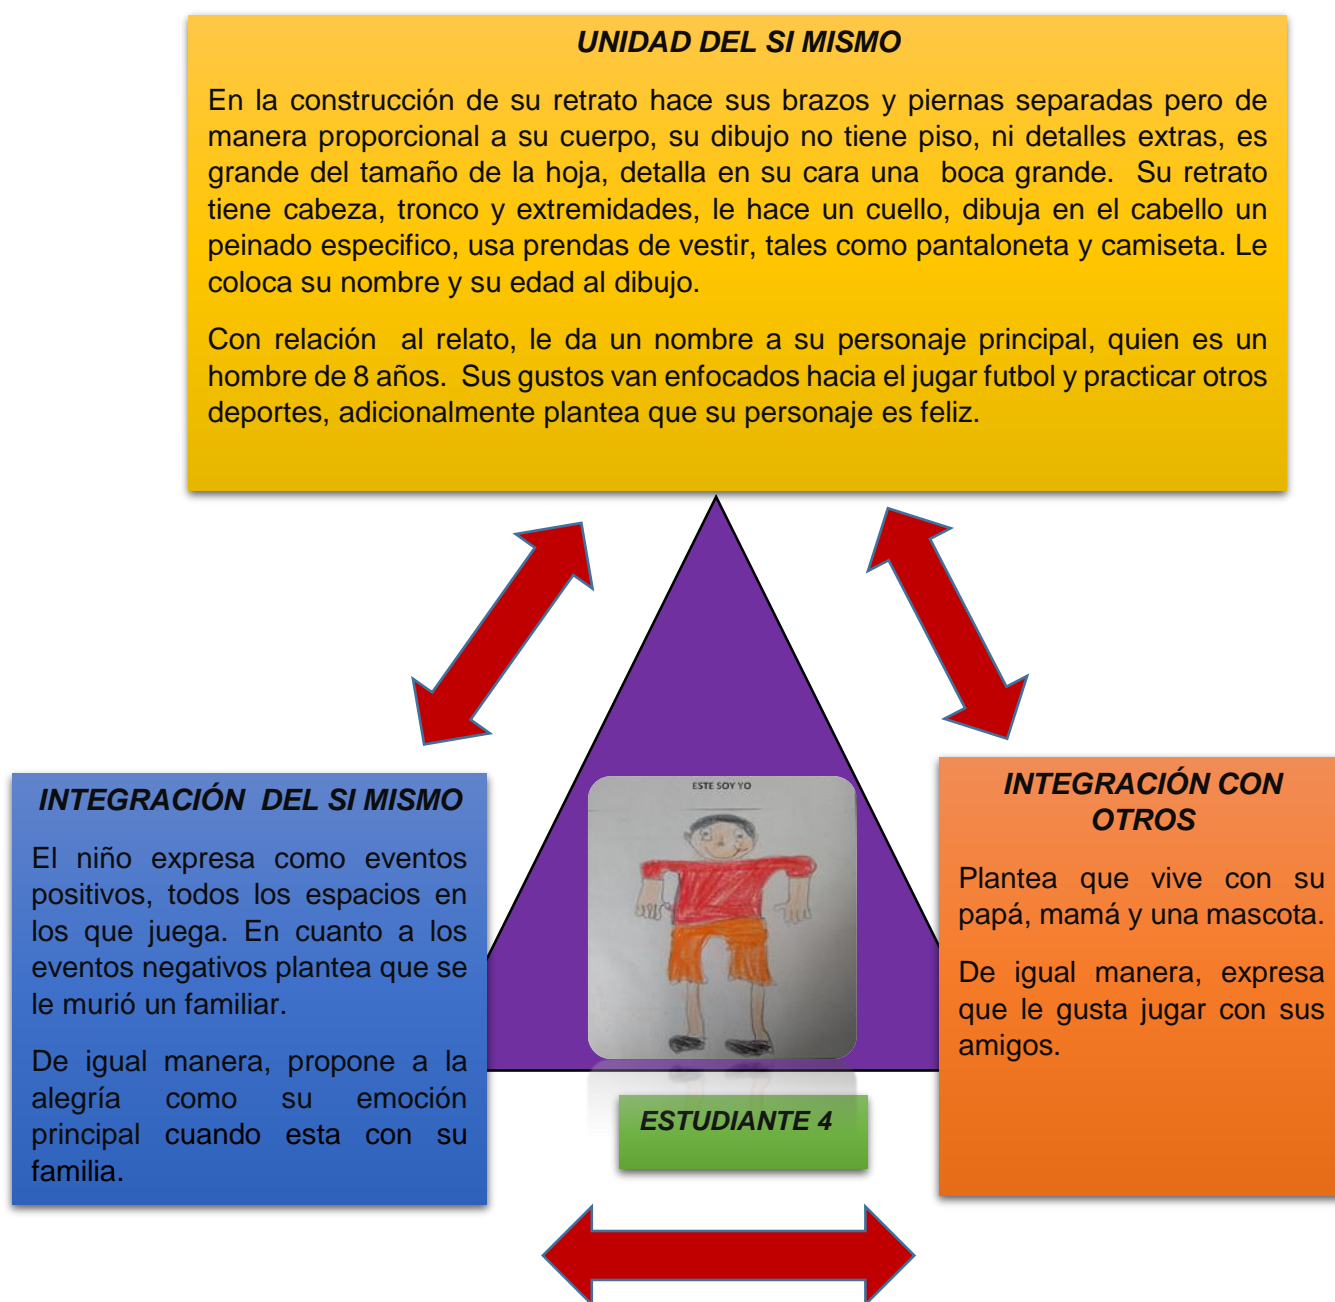 UNIDAD DEL SI MISMO
En la construcción de su retrato hace sus brazos y piernas separadas pero de
manera proporcional a su cuerpo, su dibujo no tiene piso, ni detalles extras, es
grande del tamaño de la hoja, detalla en su cara una boca grande. Su retrato
tiene cabeza, tronco y extremidades, le hace un cuello, dibuja en el cabello un
peinado especifico, usa prendas de vestir, tales como pantaloneta y camiseta. Le
coloca su nombre y su edad al dibujo.
Con relación al relato, le da un nombre a su personaje principal, quien es un
hombre de 8 años. Sus gustos van enfocados hacia el jugar futbol y practicar otros
deportes, adicionalmente plantea que su personaje es feliz.
INTEGRACIÓN DEL SI MISMO
El niño expresa como eventos
positivos, todos los espacios en
los que juega. En cuanto a los
eventos negativos plantea que se
le murió un familiar.
De igual manera, propone a la
alegría como su emoción
principal cuando esta con su
familia.
ESTE SOY YO
ESTUDIANTE 4
INTEGRACIÓN CON
OTROS
Plantea que vive con su
papá, mamá y una mascota.
De igual manera, expresa
que le gusta jugar con sus
amigos.